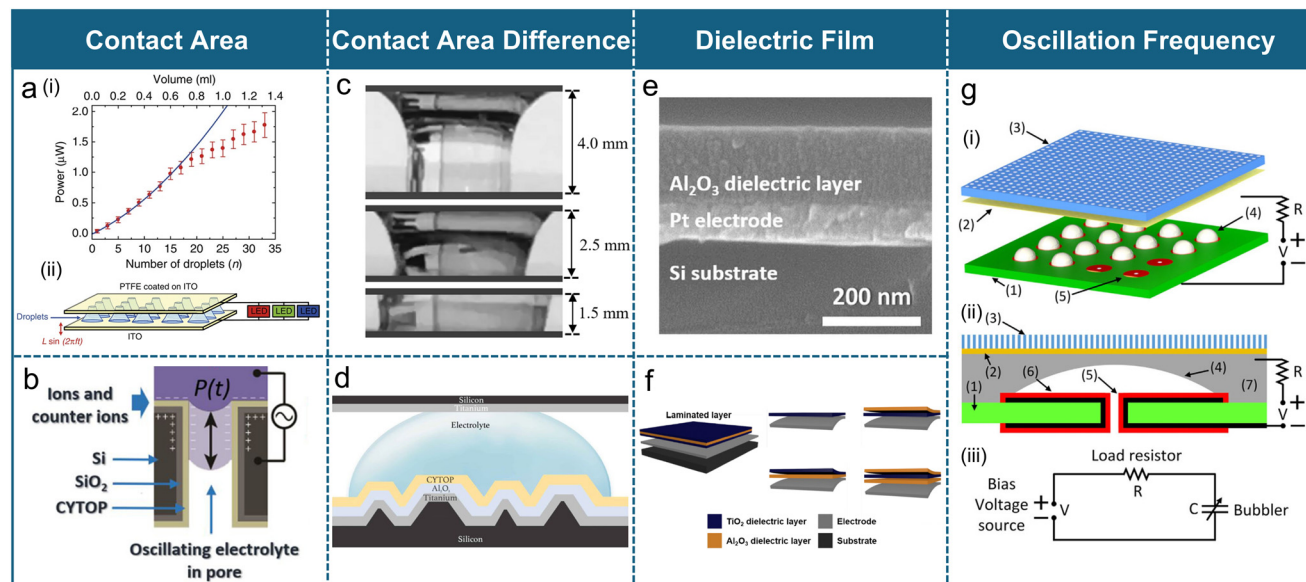 Contact Area
Contact Area Difference
Dielectric Film
Oscillation Frequency
a
(i)
Volume (ml)
0.0 0.2 0.4 0.6 0.8 1.0 1.2 1.4
Power (μW)
2.0
1.5
1.0
0.5
0.0
0 5 10 15 20 25 30 35
Number of droplets (n)
(ii)
PTFE coated on ITO
Droplets
LED LED LED
L sin (2πft)
ITO
b
Ions and
counter ions
P(t)
Si
SiO2
CYTOP
Oscillating electrolyte
in pore
c
4.0 mm
2.5 mm
1.5 mm
d
Silicon
Titanium
Electrolyte
CYTOP
Titanium
Silicon
e
Al2O3 dielectric layer
Pt electrode
Si substrate
200 nm
f
Laminated layer
TiO2 dielectric layer
Electrode
Al2O3 dielectric layer
Substrate
g
(i)
(3)
(2)
(4)
R
+
V
−
(1)
(5)
(ii)
(3)
(2)
(6)
(5)
(4)
R
(1)
(7)
+
V
−
(iii)
Load resistor
R
Bias
Voltage
source
+
−
V
C
Bubbler